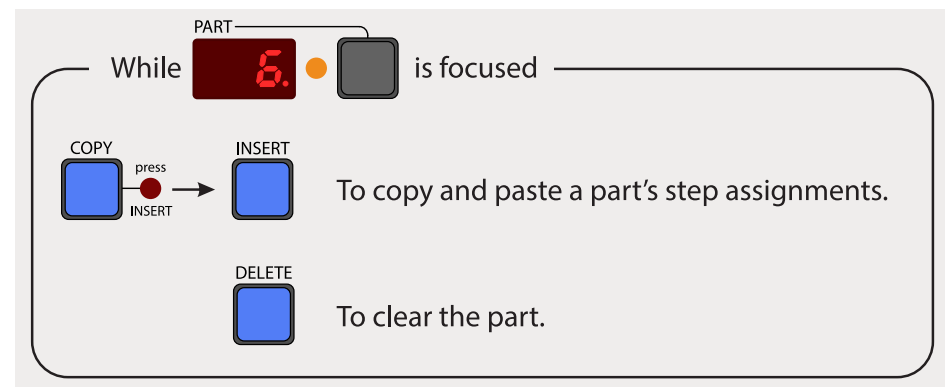 PART
While 6. is focused
COPY
press
INSERT
INSERT
To copy and paste a part’s step assignments.
DELETE
To clear the part.